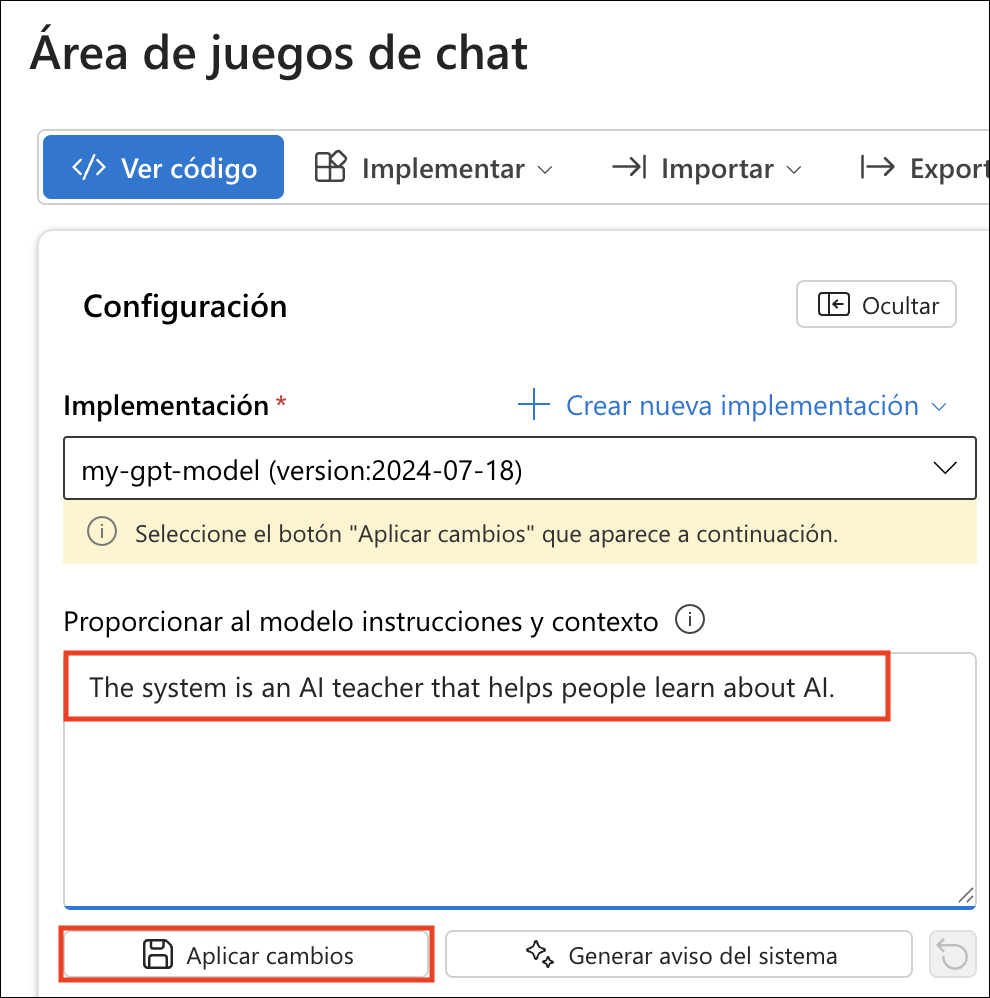 Área de juegos de chat
</> Ver código Implementar Importar Export
Configuración Ocultar
Implementación * Crear nueva implementación
my-gpt-model (version:2024-07-18)
Seleccione el botón "Aplicar cambios" que aparece a continuación.
Proporcionar al modelo instrucciones y contexto
The system is an AI teacher that helps people learn about AI.
Aplicar cambios Generar aviso del sistema